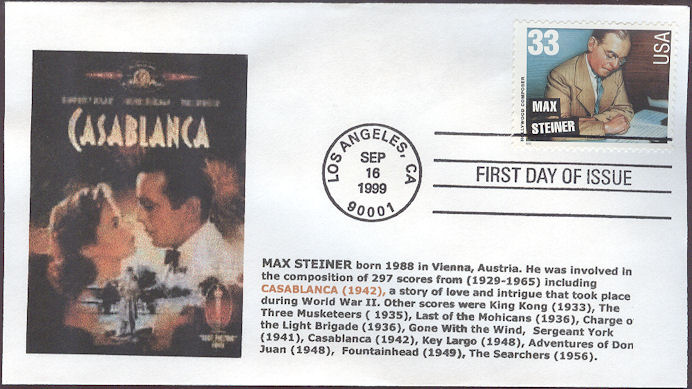 33
USA
HOLLYWOOD COMPOSER
MAX
STEINER
CASABLANCA
LOS ANGELES, CA
SEP
16
1999
90001
FIRST DAY OF ISSUE
MAX STEINER born 1988 in Vienna, Austria. He was involved in
the composition of 297 scores from (1929-1965) including
CASABLANCA (1942), a story of love and intrigue that took place
during World War II. Other scores were King Kong (1933), The
Three Musketeers ( 1935), Last of the Mohicans (1936), Charge o
the Light Brigade (1936), Gone With the Wind, Sergeant York
(1941), Casablanca (1942), Key Largo (1948), Adventures of Don
Juan (1948), Fountainhead (1949), The Searchers (1956).